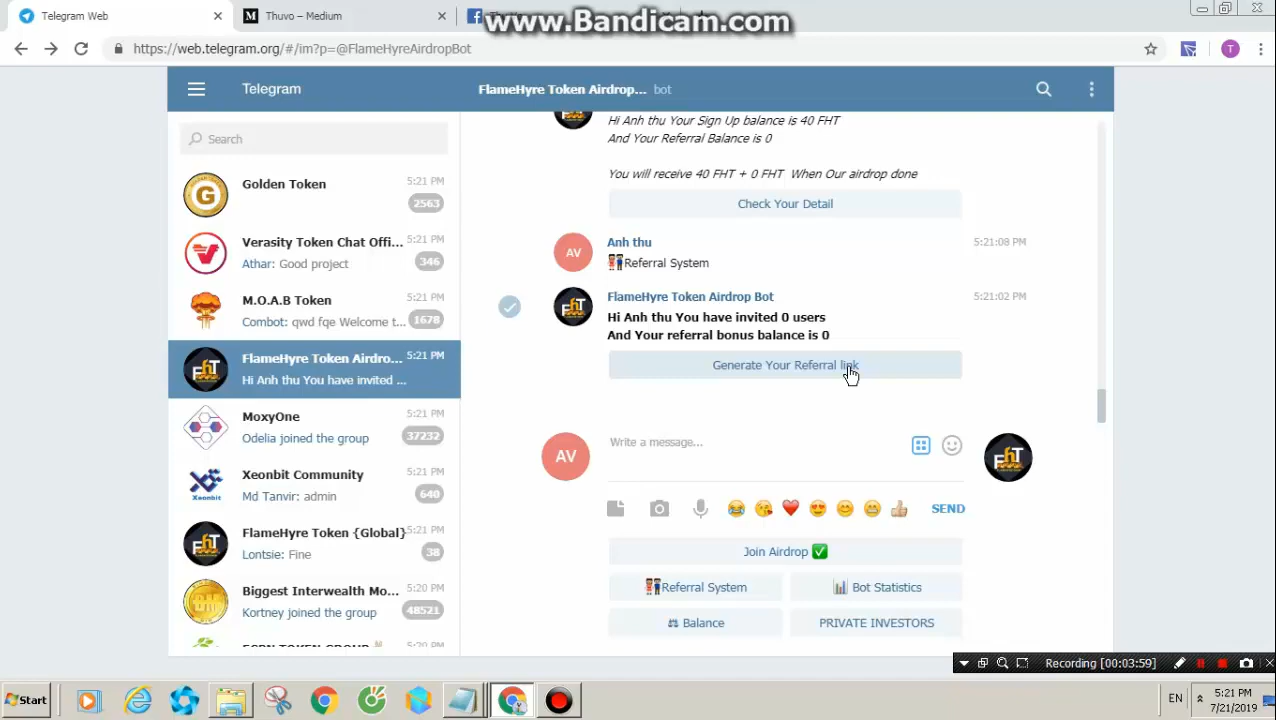 www.Bandicam.com
Telegram Web
Thuvo – Medium
https://web.telegram.org/#/im?p=@FlameHyreAirdropBot
T
Telegram
FlameHyre Token Airdrop... bot
Search
Golden Token 5:21 PM
2563
Verasity Token Chat Offi... 5:21 PM
Athar: Good project 346
M.O.A.B Token 5:21 PM
Combot: qwd fqe Welcome t... 1678
FlameHyre Token Airdro... 5:21 PM
Hi Anh thu You have invited ...
MoxyOne 5:21 PM
Odelia joined the group 37232
Xeonbit Community 5:21 PM
Md Tanvir: admin 640
FlameHyre Token {Global} 5:21 PM
Lontsie: Fine 38
Biggest Interwealth Mo... 5:20 PM
Kortney joined the group 48521
5:20 PM
Hi Anh thu Your Sign Up balance is 40 FHT
And Your Referral Balance is 0
You will receive 40 FHT + 0 FHT When Our airdrop done
Check Your Detail
AV
Anh thu 5:21:08 PM
👫Referral System
FlameHyre Token Airdrop Bot 5:21:02 PM
Hi Anh thu You have invited 0 users
And Your referral bonus balance is 0
Generate Your Referral link
AV
Write a message...
SEND
Join Airdrop ✅
👫Referral System
📊 Bot Statistics
⚖ Balance
PRIVATE INVESTORS
Recording [00:03:59]
Start
EN
5:21 PM
7/21/2019